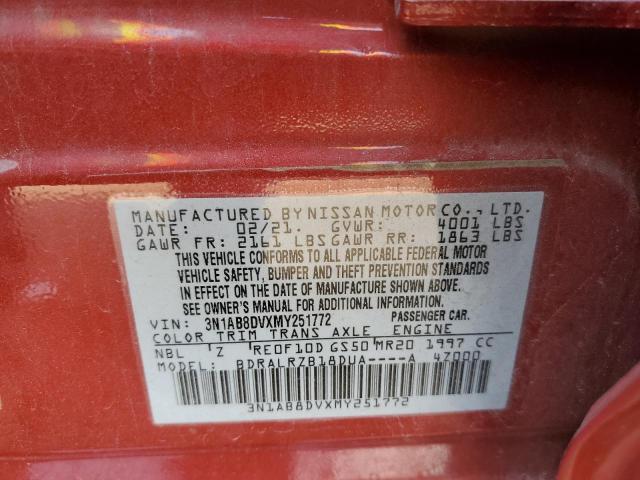 MANUFACTURED BY NISSAN MOTOR CO., LTD.
DATE: 02/21. GVWR: 4001 LBS
GAWR FR: 2161 LBS GAWR RR: 1863 LBS
THIS VEHICLE CONFORMS TO ALL APPLICABLE FEDERAL MOTOR
VEHICLE SAFETY, BUMPER AND THEFT PREVENTION STANDARDS
IN EFFECT ON THE DATE OF MANUFACTURE SHOWN ABOVE.
SEE OWNER'S MANUAL FOR ADDITIONAL INFORMATION.
VIN: 3N1AB8DVXMY251772 PASSENGER CAR.
COLOR TRIM TRANS AXLE ENGINE
NBL Z RE0F10D GS50 MR20 1997 CC
MODEL: BDRALRZB18DUA----A 4Z000
3N1AB8DVXMY251772